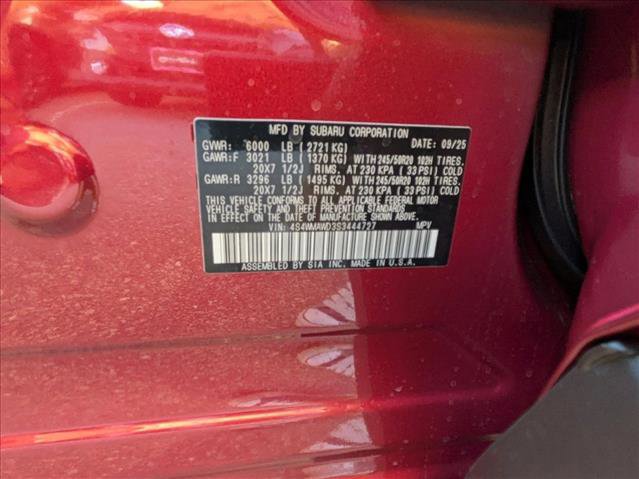 MFD BY SUBARU CORPORATION
GVWR: 6000 LB (2721 KG) DATE: 09/25
GAWR:F 3021 LB (1370 KG) WITH 245/50R20 102H TIRES.
20X7 1/2J RIMS. AT 230 KPA (33 PSI) COLD
GAWR:R 3296 LB (1495 KG) WITH 245/50R20 102H TIRES.
20X7 1/2J RIMS. AT 230 KPA (33 PSI) COLD
THIS VEHICLE CONFORMS TO ALL APPLICABLE FEDERAL MOTOR
VEHICLE SAFETY AND THEFT PREVENTION STANDARDS
IN EFFECT ON THE DATE OF MANUFACTURE SHOWN ABOVE.
VIN: 4S4WMAWD3S3444727 MPV
ASSEMBLED BY SIA INC. MADE IN U.S.A.